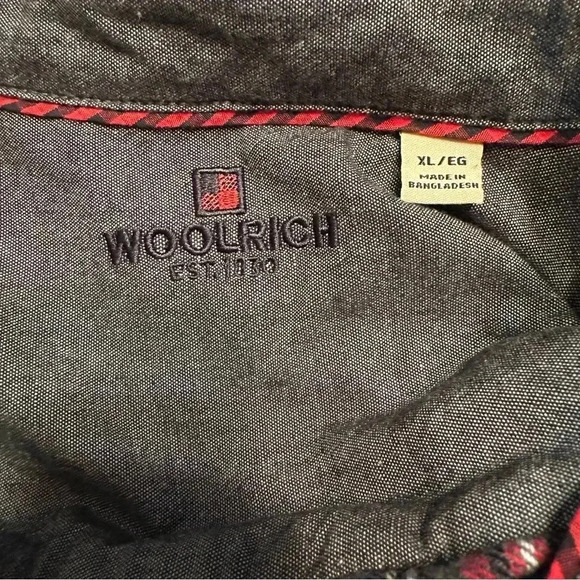 WOOLRICH
EST. 1830
XL/EG
MADE IN
BANGLADESH